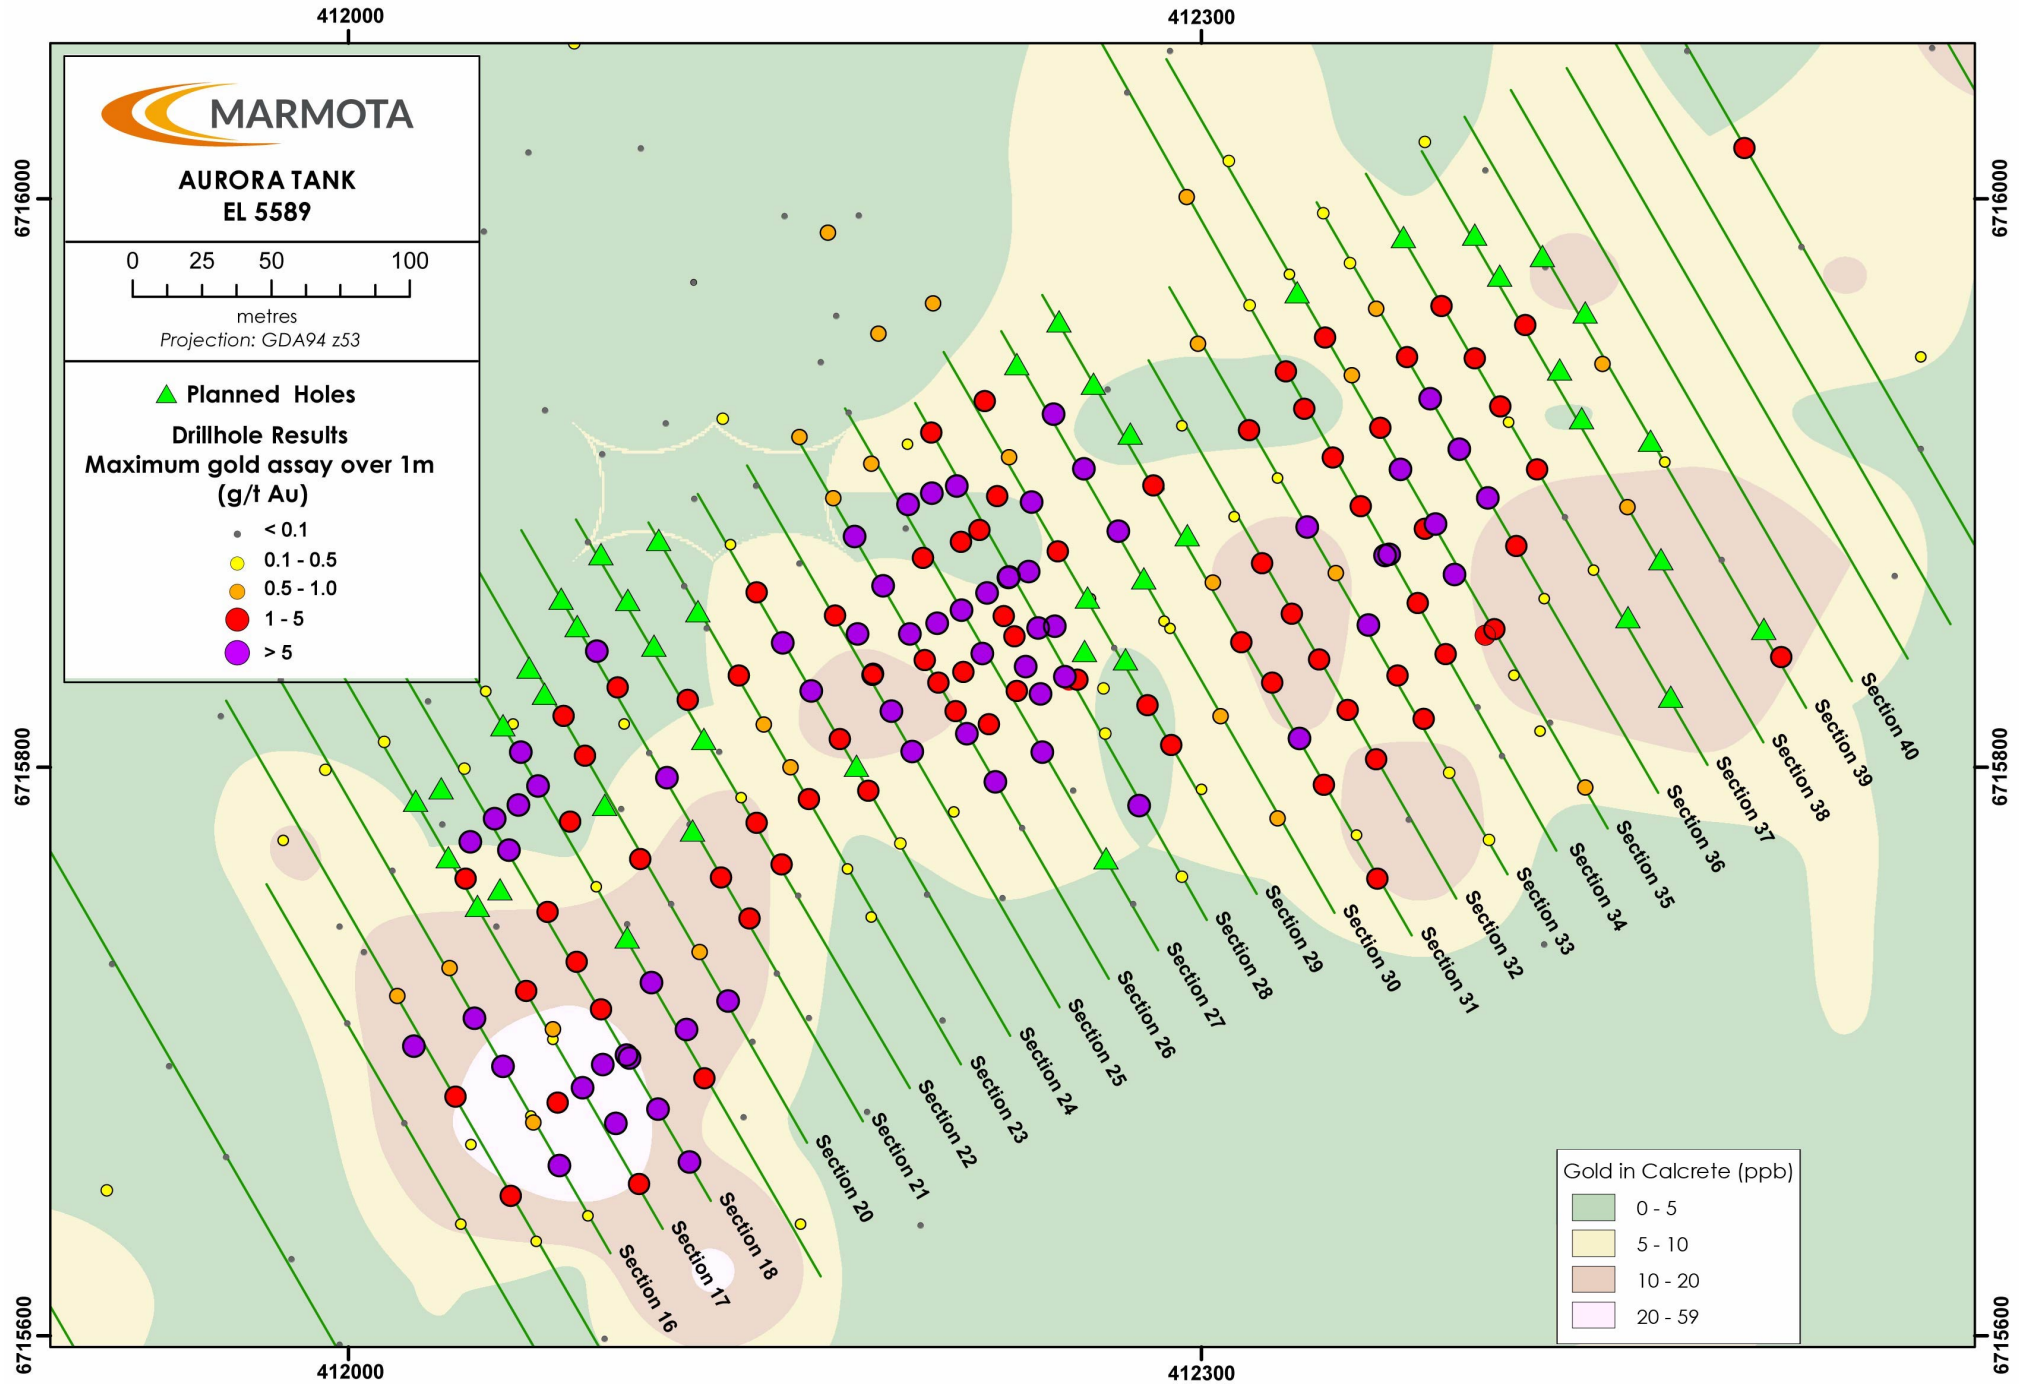 412000
412300
MARMOTA
AURORA TANK
EL 5589
0 25 50 100
metres
Projection: GDA94 z53
Planned Holes
Drillhole Results
Maximum gold assay over 1m
(g/t Au)
< 0.1
0.1 - 0.5
0.5 - 1.0
1 - 5
> 5
6716000
6716000
6715800
6715800
6715600
6715600
Section 40
Section 39
Section 38
Section 37
Section 36
Section 35
Section 34
Section 33
Section 32
Section 31
Section 30
Section 29
Section 28
Section 27
Section 26
Section 25
Section 24
Section 23
Section 22
Section 21
Section 20
Section 18
Section 17
Section 16
Gold in Calcrete (ppb)
0 - 5
5 - 10
10 - 20
20 - 59
412000
412300